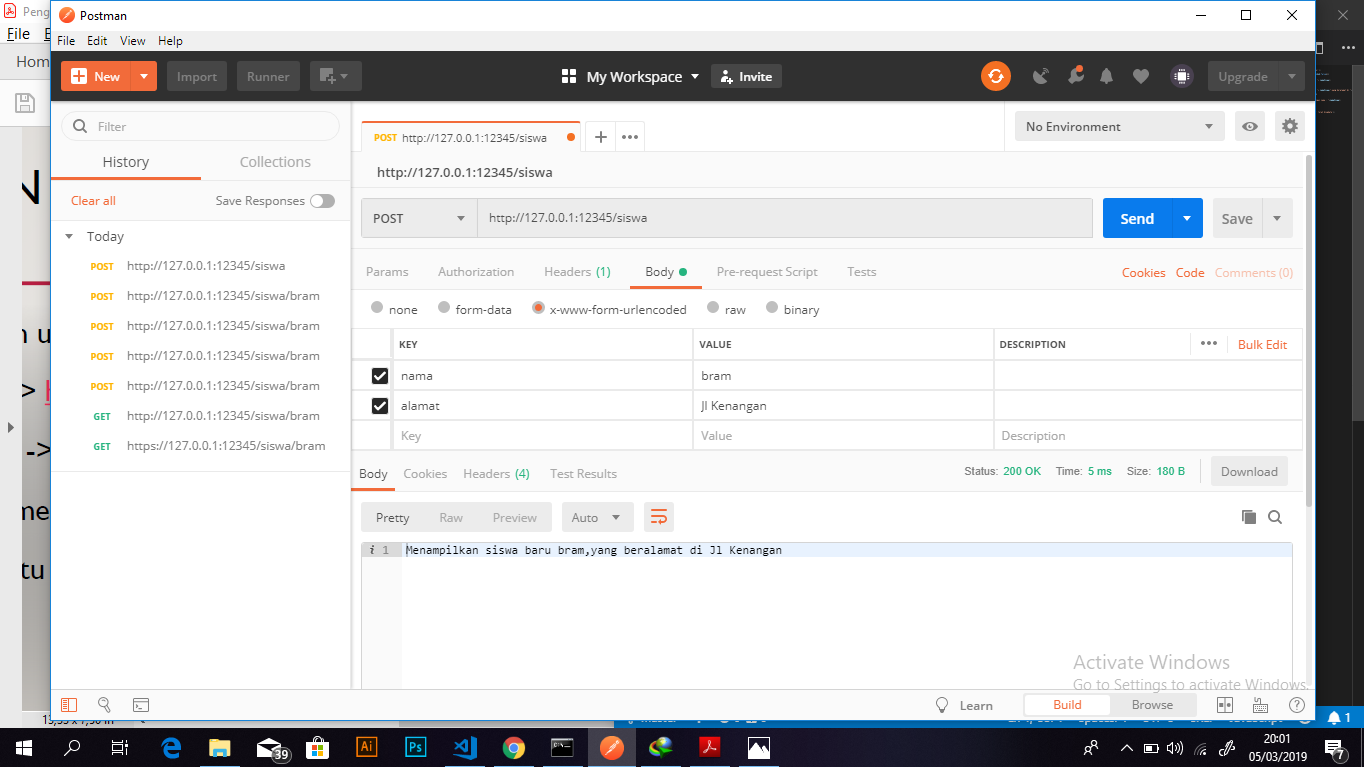 Peng
Postman
File
File Edit View Help
Hom
New
Import
Runner
My Workspace
Invite
Upgrade
Filter
History
Collections
Clear all
Save Responses
Today
POST http://127.0.0.1:12345/siswa
POST http://127.0.0.1:12345/siswa/bram
POST http://127.0.0.1:12345/siswa/bram
POST http://127.0.0.1:12345/siswa/bram
POST http://127.0.0.1:12345/siswa/bram
GET http://127.0.0.1:12345/siswa/bram
GET https://127.0.0.1:12345/siswa/bram
POST http://127.0.0.1:12345/siswa
No Environment
http://127.0.0.1:12345/siswa
POST http://127.0.0.1:12345/siswa
Send
Save
Params Authorization Headers (1) Body Pre-request Script Tests
Cookies Code Comments (0)
none form-data x-www-form-urlencoded raw binary
KEY VALUE DESCRIPTION
Bulk Edit
nama bram
alamat Jl Kenangan
Key Value Description
Body Cookies Headers (4) Test Results
Status: 200 OK Time: 5 ms Size: 180 B
Download
Pretty Raw Preview Auto
i 1 Menampilkan siswa baru bram,yang beralamat di Jl Kenangan
Activate Windows
Go to Settings to activate Windows.
Learn
Build Browse
1
39
Ai
Ps
20:01
05/03/2019
7